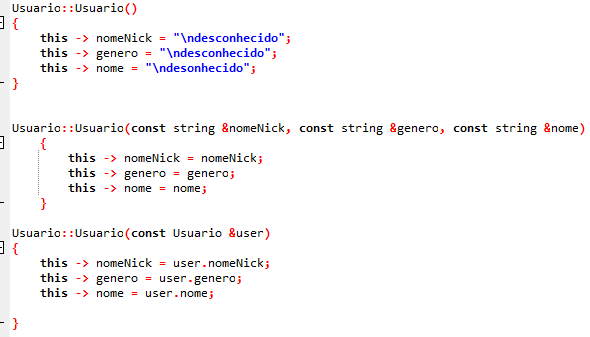 Usuario::Usuario()
{
this -> nomeNick = "\ndesconhecido";
this -> genero = "\ndesconhecido";
this -> nome = "\ndesonhecido";
}
Usuario::Usuario(const string &nomeNick, const string &genero, const string &nome)
{
this -> nomeNick = nomeNick;
this -> genero = genero;
this -> nome = nome;
}
Usuario::Usuario(const Usuario &user)
{
this -> nomeNick = user.nomeNick;
this -> genero = user.genero;
this -> nome = user.nome;
}